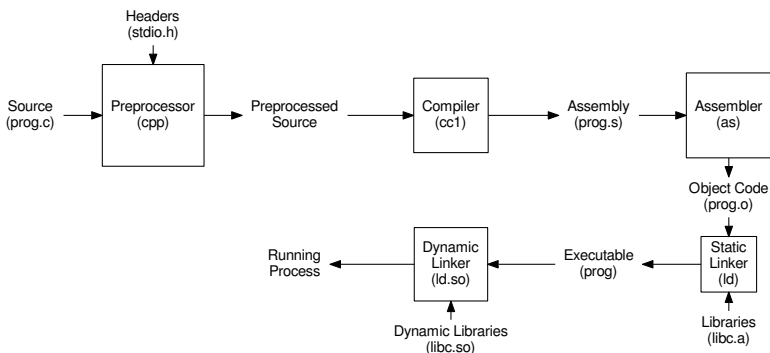 Headers
(stdio.h)
Source
(prog.c)
Preprocessor
(cpp)
Preprocessed
Source
Compiler
(cc1)
Assembly
(prog.s)
Assembler
(as)
Object Code
(prog.o)
Static
Linker
(ld)
Libraries
(libc.a)
Executable
(prog)
Dynamic
Linker
(ld.so)
Dynamic Libraries
(libc.so)
Running
Process